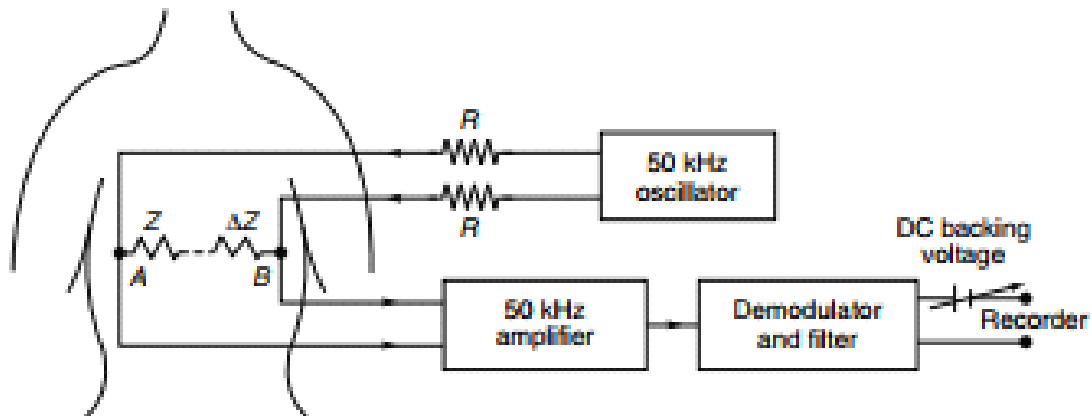 R
50 kHz
oscillator
R
Z
ΔZ
A
B
DC backing
voltage
50 kHz
amplifier
Demodulator
and filter
Recorder